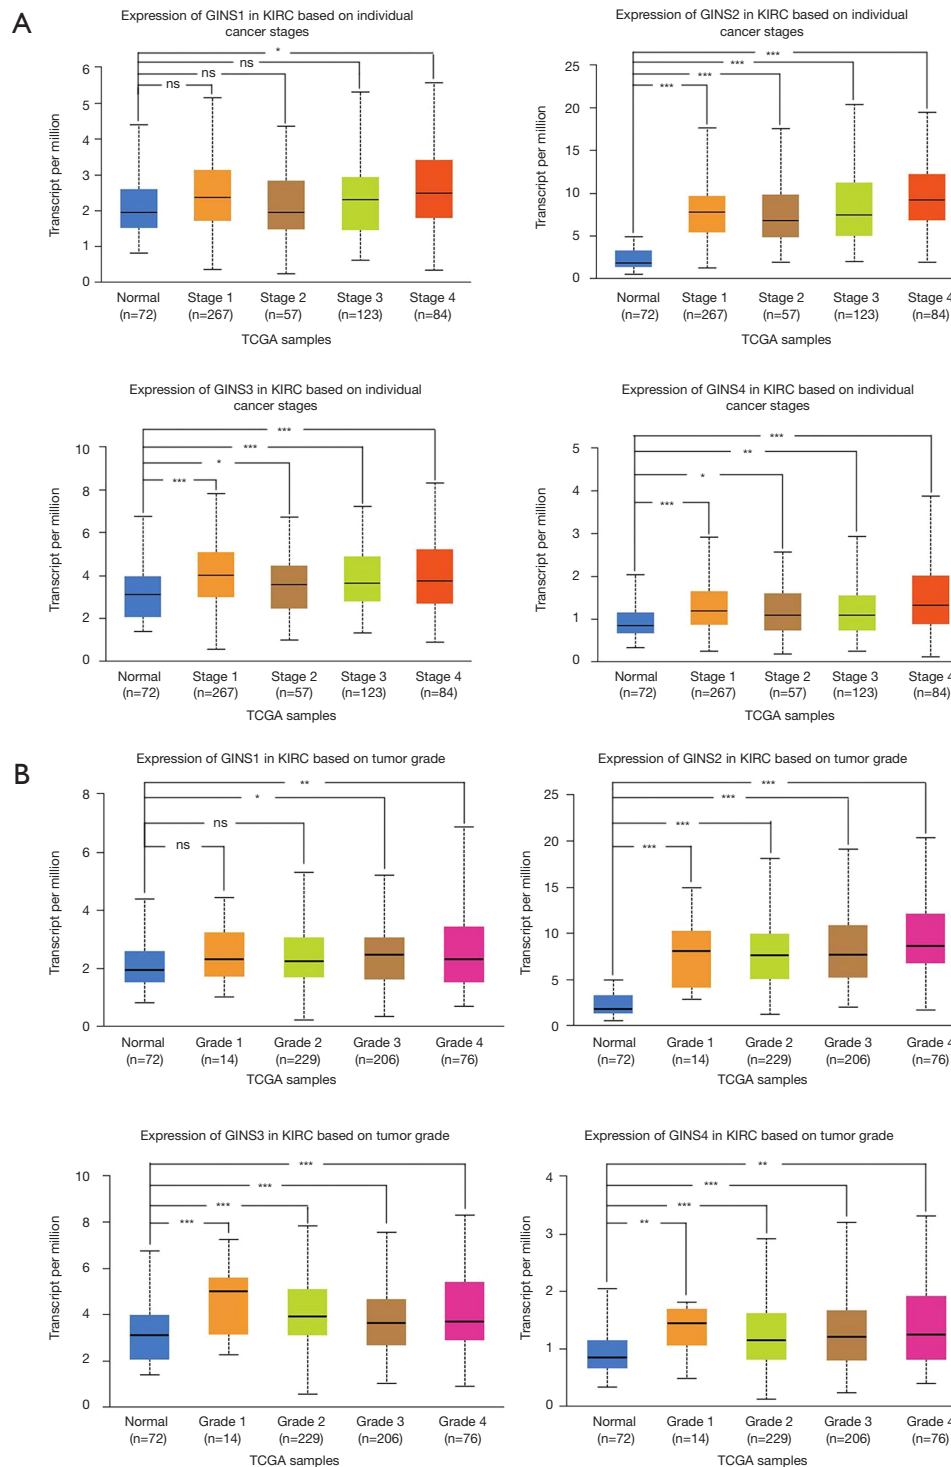 A
Expression of GINS1 in KIRC based on individual
cancer stages
Transcript per million
6
5
4
3
2
1
0
*
ns
ns
ns
Normal Stage 1 Stage 2 Stage 3 Stage 4
(n=72) (n=267) (n=57) (n=123) (n=84)
TCGA samples
Expression of GINS2 in KIRC based on individual
cancer stages
Transcript per million
25
20
15
10
5
0
***
***
***
***
Normal Stage 1 Stage 2 Stage 3 Stage 4
(n=72) (n=267) (n=57) (n=123) (n=84)
TCGA samples
Expression of GINS3 in KIRC based on individual
cancer stages
Transcript per million
10
8
6
4
2
0
***
***
*
***
Normal Stage 1 Stage 2 Stage 3 Stage 4
(n=72) (n=267) (n=57) (n=123) (n=84)
TCGA samples
Expression of GINS4 in KIRC based on individual
cancer stages
Transcript per million
5
4
3
2
1
0
***
**
*
***
Normal Stage 1 Stage 2 Stage 3 Stage 4
(n=72) (n=267) (n=57) (n=123) (n=84)
TCGA samples
B
Expression of GINS1 in KIRC based on tumor grade
Transcript per million
8
6
4
2
0
**
*
ns
ns
Normal Grade 1 Grade 2 Grade 3 Grade 4
(n=72) (n=14) (n=229) (n=206) (n=76)
TCGA samples
Expression of GINS2 in KIRC based on tumor grade
Transcript per million
25
20
15
10
5
0
***
***
***
***
Normal Grade 1 Grade 2 Grade 3 Grade 4
(n=72) (n=14) (n=229) (n=206) (n=76)
TCGA samples
Expression of GINS3 in KIRC based on tumor grade
Transcript per million
10
8
6
4
2
0
***
***
***
***
Normal Grade 1 Grade 2 Grade 3 Grade 4
(n=72) (n=14) (n=229) (n=206) (n=76)
TCGA samples
Expression of GINS4 in KIRC based on tumor grade
Transcript per million
4
3
2
1
0
**
***
***
**
Normal Grade 1 Grade 2 Grade 3 Grade 4
(n=72) (n=14) (n=229) (n=206) (n=76)
TCGA samples